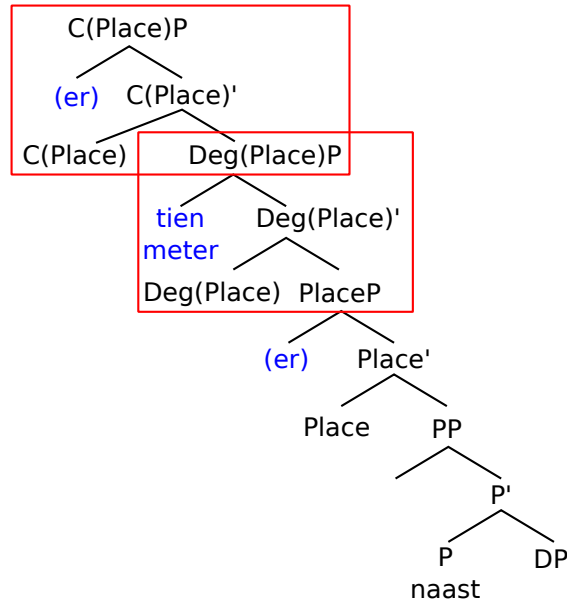 C(Place)P
(er) C(Place)'
C(Place) Deg(Place)P
tien Deg(Place)'
meter
Deg(Place) PlaceP
(er) Place'
Place PP
P'
P DP
naast